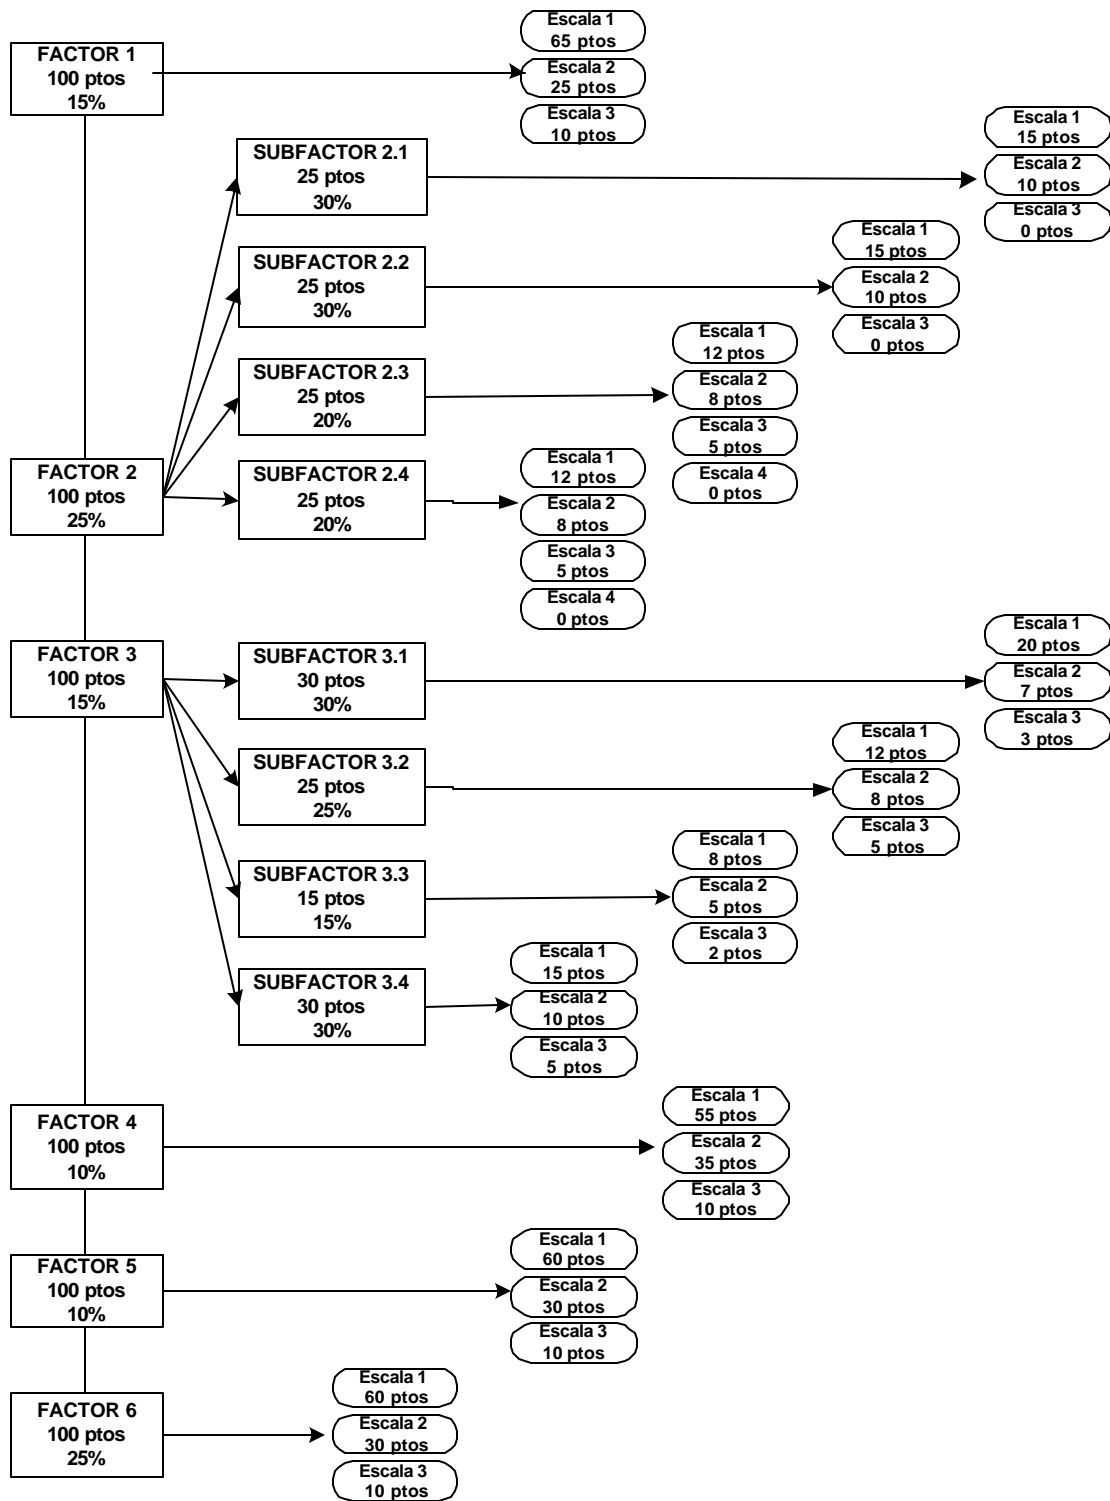 FACTOR 1
100 ptos
15%
Escala 1
65 ptos
Escala 2
25 ptos
Escala 3
10 ptos
SUBFACTOR 2.1
25 ptos
30%
Escala 1
15 ptos
Escala 2
10 ptos
Escala 3
0 ptos
SUBFACTOR 2.2
25 ptos
30%
Escala 1
15 ptos
Escala 2
10 ptos
Escala 3
0 ptos
SUBFACTOR 2.3
25 ptos
20%
Escala 1
12 ptos
Escala 2
8 ptos
Escala 3
5 ptos
Escala 4
0 ptos
FACTOR 2
100 ptos
25%
SUBFACTOR 2.4
25 ptos
20%
Escala 1
12 ptos
Escala 2
8 ptos
Escala 3
5 ptos
Escala 4
0 ptos
FACTOR 3
100 ptos
15%
SUBFACTOR 3.1
30 ptos
30%
Escala 1
20 ptos
Escala 2
7 ptos
Escala 3
3 ptos
SUBFACTOR 3.2
25 ptos
25%
Escala 1
12 ptos
Escala 2
8 ptos
Escala 3
5 ptos
SUBFACTOR 3.3
15 ptos
15%
Escala 1
8 ptos
Escala 2
5 ptos
Escala 3
2 ptos
SUBFACTOR 3.4
30 ptos
30%
Escala 1
15 ptos
Escala 2
10 ptos
Escala 3
5 ptos
FACTOR 4
100 ptos
10%
Escala 1
55 ptos
Escala 2
35 ptos
Escala 3
10 ptos
FACTOR 5
100 ptos
10%
Escala 1
60 ptos
Escala 2
30 ptos
Escala 3
10 ptos
FACTOR 6
100 ptos
25%
Escala 1
60 ptos
Escala 2
30 ptos
Escala 3
10 ptos